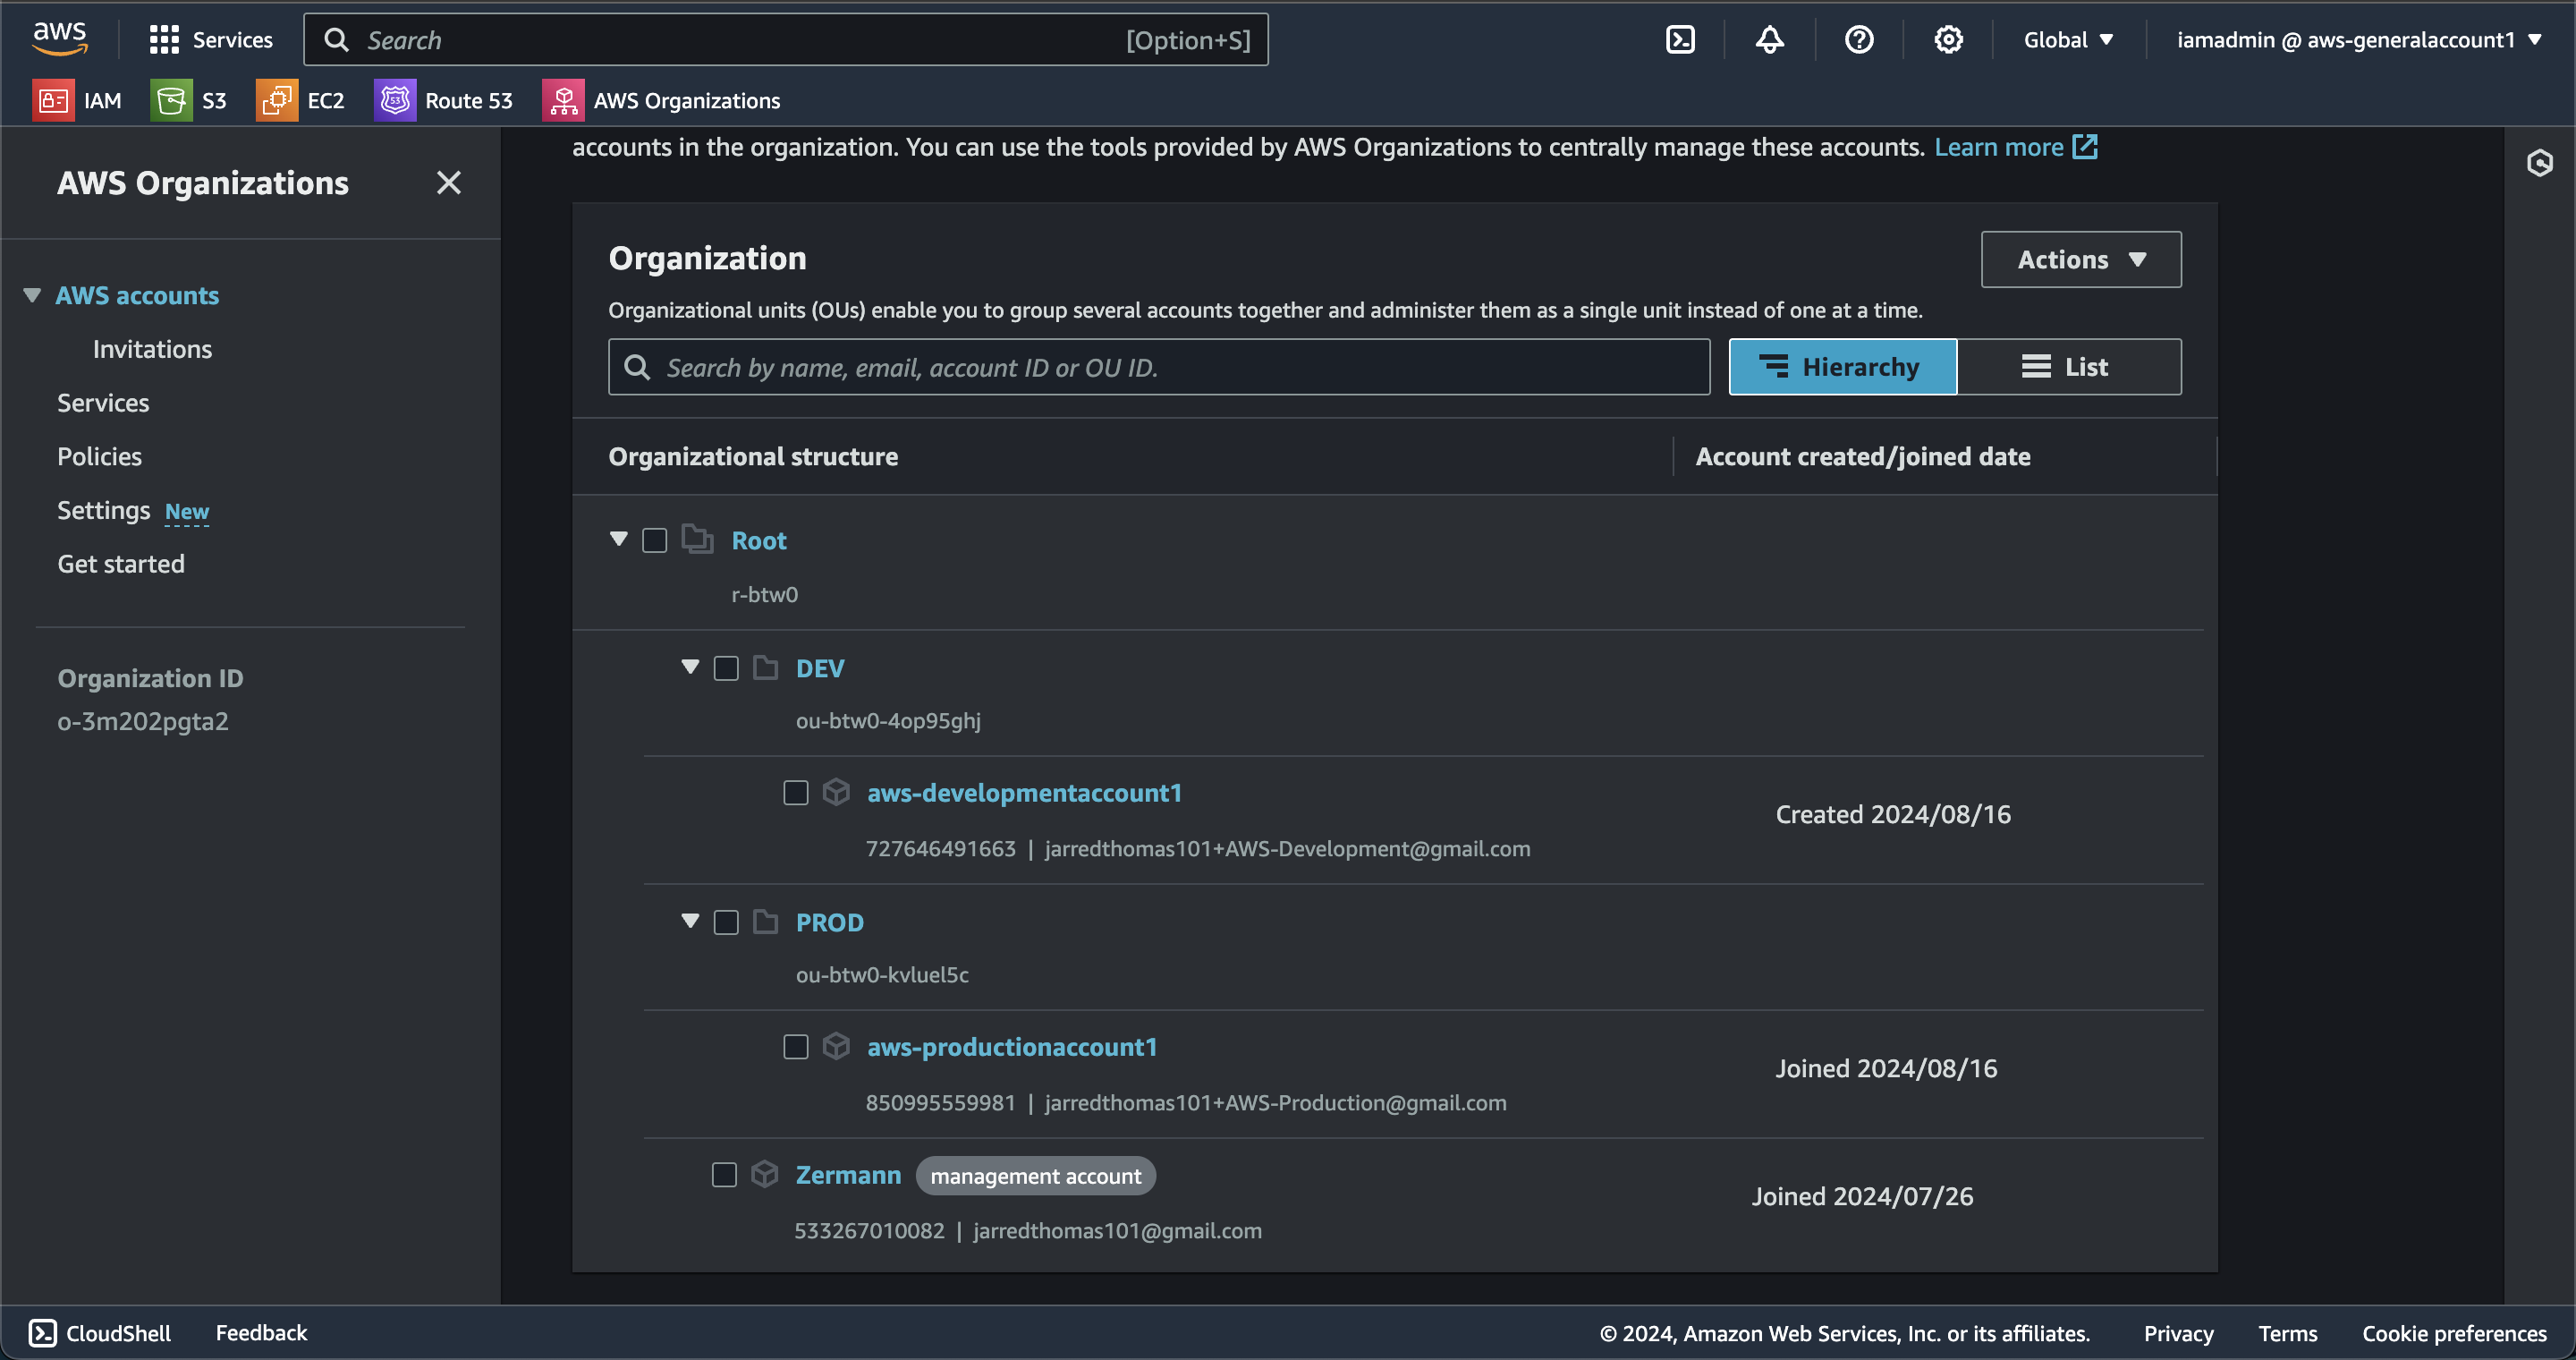 aws Services Search [Option+S] Global iamadmin @ aws-generalaccount1
IAM S3 EC2 53 Route 53 AWS Organizations
accounts in the organization. You can use the tools provided by AWS Organizations to centrally manage these accounts. Learn more
AWS Organizations
AWS accounts
Invitations
Services
Policies
Settings New
Get started
Organization ID
o-3m202pgta2
Organization
Actions
Organizational units (OUs) enable you to group several accounts together and administer them as a single unit instead of one at a time.
Search by name, email, account ID or OU ID.
Hierarchy List
Organizational structure Account created/joined date
Root
r-btw0
DEV
ou-btw0-4op95ghj
aws-developmentaccount1
Created 2024/08/16
727646491663 | jarredthomas101+AWS-Development@gmail.com
PROD
ou-btw0-kvluel5c
aws-productionaccount1
Joined 2024/08/16
850995559981 | jarredthomas101+AWS-Production@gmail.com
Zermann management account
Joined 2024/07/26
533267010082 | jarredthomas101@gmail.com
CloudShell Feedback © 2024, Amazon Web Services, Inc. or its affiliates. Privacy Terms Cookie preferences